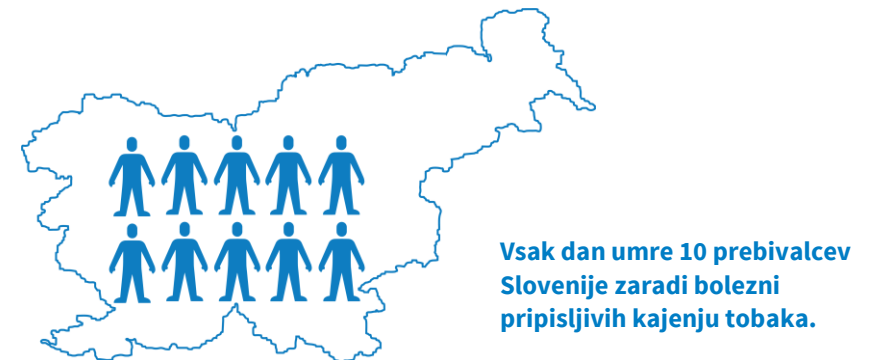 Vsak dan umre 10 prebivalcev
Slovenije zaradi bolezni
pripisljivih kajenju tobaka.